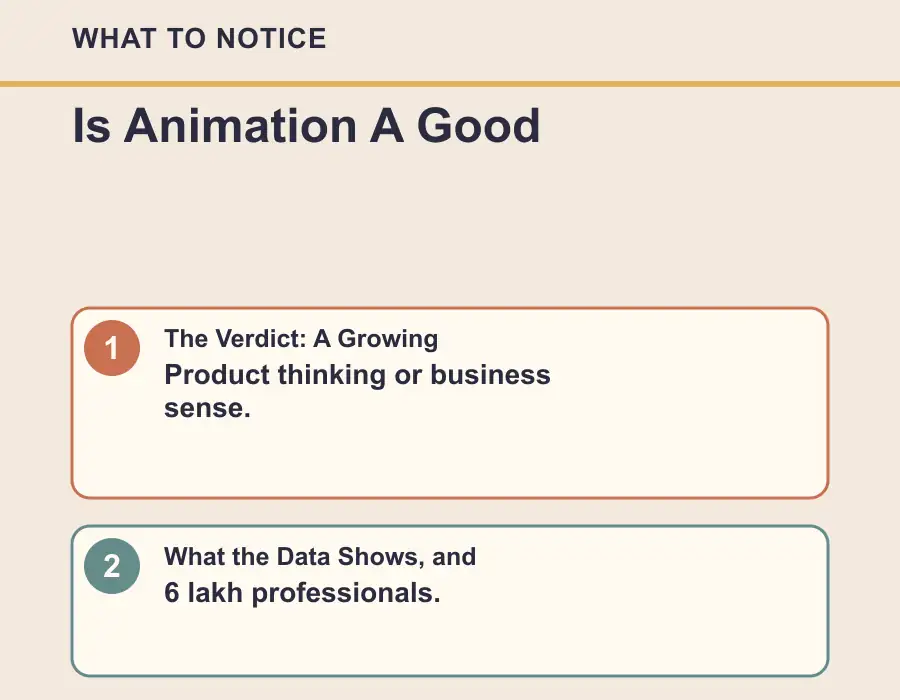 WHAT TO NOTICE
Is Animation A Good
1
The Verdict: A Growing
Product thinking or business
sense.
2
What the Data Shows, and
6 lakh professionals.